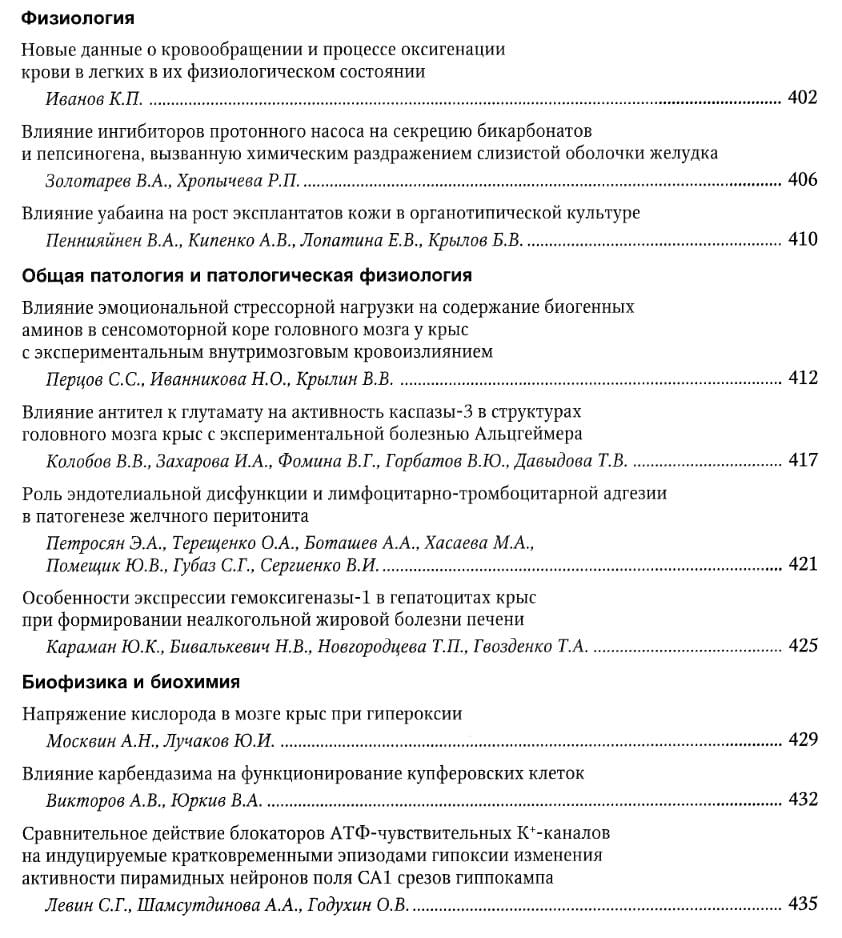 Физиология
Новые данные о кровообращении и процессе оксигенации
крови в легких в их физиологическом состоянии
Иванов К.П. 402
Влияние ингибиторов протонного насоса на секрецию бикарбонатов
и пепсиногена, вызванную химическим раздражением слизистой оболочки желудка
Золотарев В.А., Хропычева Р.П. 406
Влияние уабаина на рост эксплантатов кожи в органотипической культуре
Пеннияйнен В.А., Кипенко А.В., Лопатина Е.В., Крылов Б.В. 410
Общая патология и патологическая физиология
Влияние эмоциональной стрессорной нагрузки на содержание биогенных
аминов в сенсомоторной коре головного мозга у крыс
с экспериментальным внутримозговым кровоизлиянием
Перцов С.С., Иванникова Н.О., Крылин В.В. 412
Влияние антител к глутамату на активность каспазы-3 в структурах
головного мозга крыс с экспериментальной болезнью Альцгеймера
Колобов В.В., Захарова И.А., Фомина В.Г., Горбатов В.Ю., Давыдова Т.В. 417
Роль эндотелиальной дисфункции и лимфоцитарно-тромбоцитарной адгезии
в патогенезе желчного перитонита
Петросян Э.А., Терещенко О.А., Боташев А.А., Хасаева М.А.,
Помещик Ю.В., Губаз С.Г., Сергиенко В.И. 421
Особенности экспрессии гемоксигеназы-1 в гепатоцитах крыс
при формировании неалкогольной жировой болезни печени
Караман Ю.К., Бивалькевич Н.В., Новгородцева Т.П., Гвозденко Т.А. 425
Биофизика и биохимия
Напряжение кислорода в мозге крыс при гипероксии
Москвин А.Н., Лучаков Ю.И. 429
Влияние карбендазима на функционирование купферовских клеток
Викторов А.В., Юркив В.А. 432
Сравнительное действие блокаторов АТФ-чувствительных K⁺-каналов
на индуцируемые кратковременными эпизодами гипоксии изменения
активности пирамидных нейронов поля СА1 срезов гиппокампа
Левин С.Г., Шамсутдинова А.А., Годухин О.В. 435